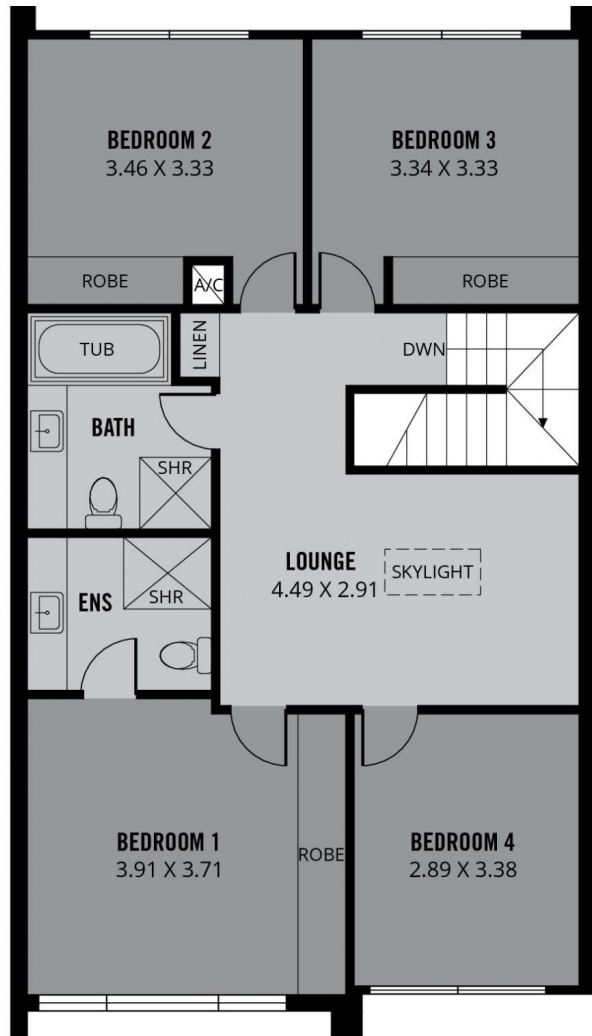 BEDROOM 2
3.46 X 3.33
BEDROOM 3
3.34 X 3.33
ROBE
A/C
ROBE
TUB
LINEN
DWN
BATH
SHR
LOUNGE
4.49 X 2.91
SKYLIGHT
ENS
SHR
BEDROOM 1
3.91 X 3.71
ROBE
BEDROOM 4
2.89 X 3.38